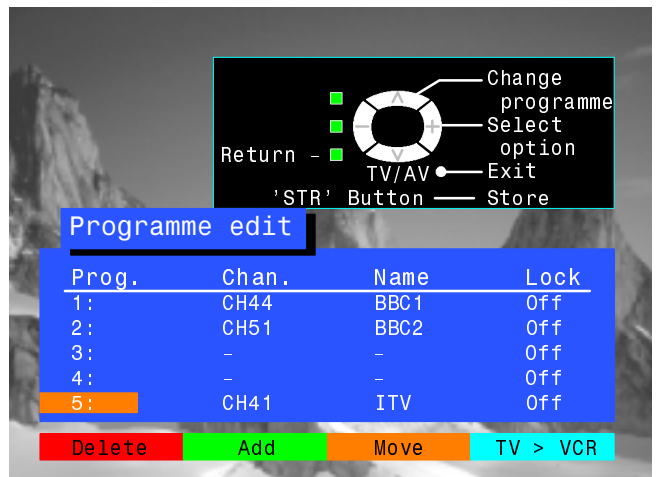 Change
programme
Select
option
Return –
TV/AV
Exit
'STR' Button
Store
Programme edit
Prog. Chan. Name Lock
1: CH44 BBC1 Off
2: CH51 BBC2 Off
3: – – Off
4: – – Off
5: CH41 ITV Off
Delete Add Move TV > VCR